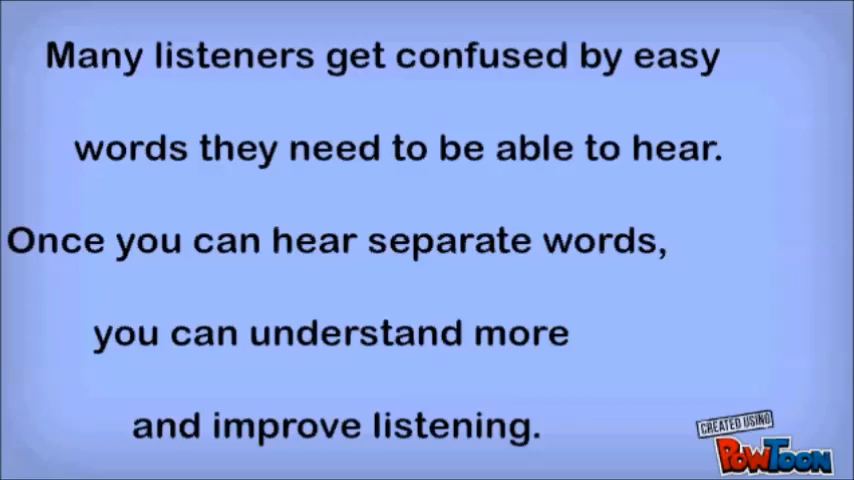 Many listeners get confused by easy
words they need to be able to hear.
Once you can hear separate words,
you can understand more
and improve listening.
CREATED USING
POWTOON